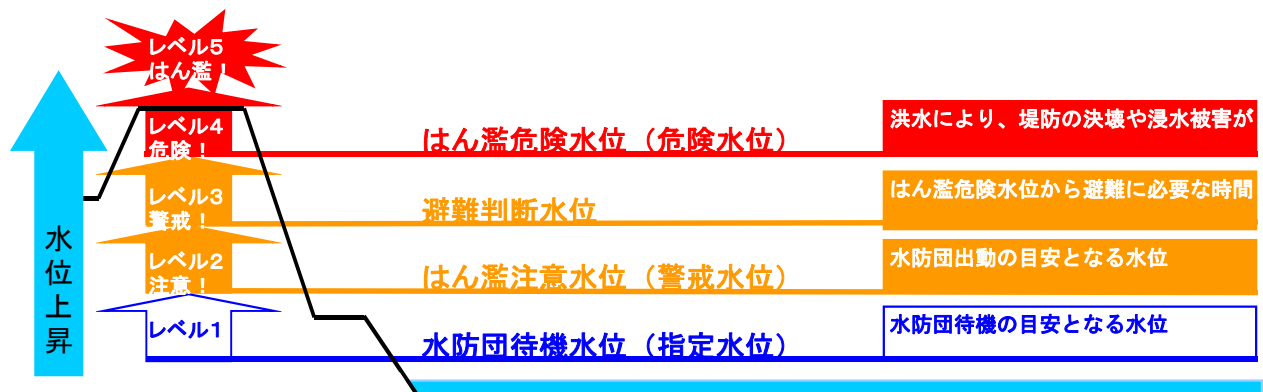 レベル5
はん濫！
レベル4
危険！
はん濫危険水位（危険水位）
洪水により、堤防の決壊や浸水被害が
レベル3
警戒！
避難判断水位
はん濫危険水位から避難に必要な時間
レベル2
注意！
はん濫注意水位（警戒水位）
水防団出動の目安となる水位
レベル1
水防団待機水位（指定水位）
水防団待機の目安となる水位
水位上昇